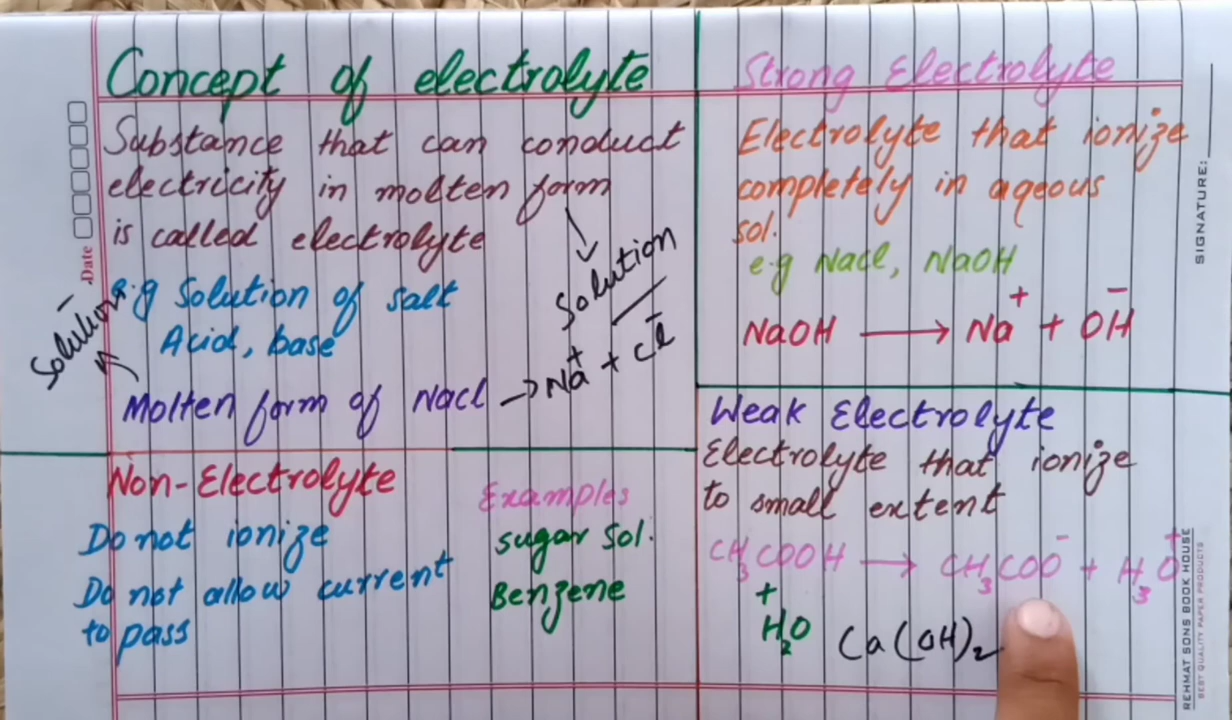 Concept of electrolyte
Substance that can conduct
electricity in molten form
is called electrolyte
Solution
e.g Solution of salt
Acid, base
Solution
Molten form of Nacl → Na⁺ + Cl⁻
Non-Electrolyte
Do not ionize
Do not allow current
to pass
Examples
sugar sol.
Benzene
Strong Electrolyte
Electrolyte that ionize
completely in aqeous
sol.
e.g Nacl, NaOH
NaOH → Na⁺ + OH⁻
Weak Electrolyte
Electrolyte that ionize
to small extent
CH₃COOH → CH₃COO⁻ + H₃O⁺
+
H₂O
Ca(OH)₂
Date
SIGNATURE:
REHMAT SONS BOOK HOUSE
BEST QUALITY PAPER PRODUCTS